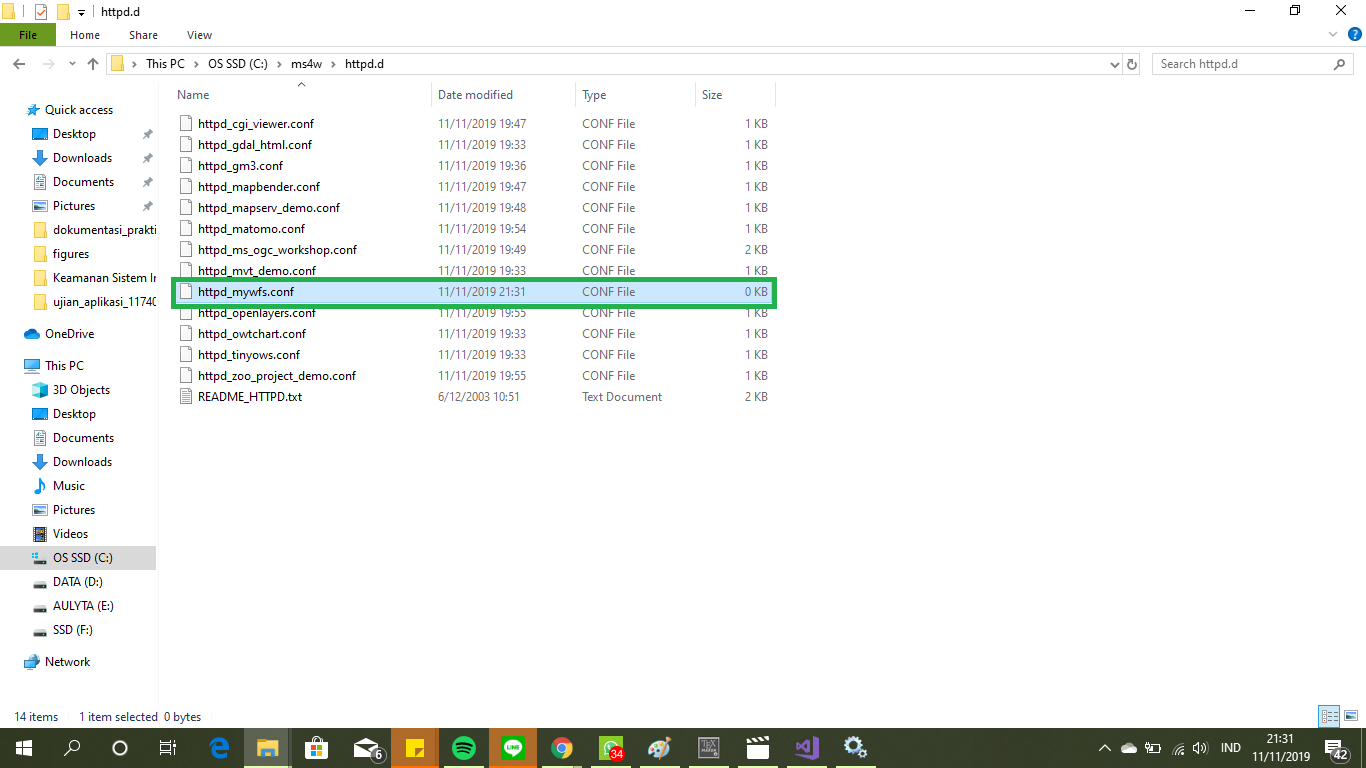 httpd.d
File Home Share View
This PC OS SSD (C:) ms4w httpd.d
Search httpd.d
Name Date modified Type Size
Quick access
Desktop
Downloads
Documents
Pictures
dokumentasi_prakti
figures
Keamanan Sistem In
ujian_aplikasi_11740
OneDrive
This PC
3D Objects
Desktop
Documents
Downloads
Music
Pictures
Videos
OS SSD (C:)
DATA (D:)
AULYTA (E:)
SSD (F:)
Network
httpd_cgi_viewer.conf 11/11/2019 19:47 CONF File 1 KB
httpd_gdal_html.conf 11/11/2019 19:33 CONF File 1 KB
httpd_gm3.conf 11/11/2019 19:36 CONF File 1 KB
httpd_mapbender.conf 11/11/2019 19:47 CONF File 1 KB
httpd_mapserv_demo.conf 11/11/2019 19:48 CONF File 1 KB
httpd_matomo.conf 11/11/2019 19:54 CONF File 1 KB
httpd_ms_ogc_workshop.conf 11/11/2019 19:49 CONF File 2 KB
httpd_mvt_demo.conf 11/11/2019 19:33 CONF File 1 KB
httpd_mywfs.conf 11/11/2019 21:31 CONF File 0 KB
httpd_openlayers.conf 11/11/2019 19:55 CONF File 1 KB
httpd_owtchart.conf 11/11/2019 19:33 CONF File 1 KB
httpd_tinyows.conf 11/11/2019 19:33 CONF File 1 KB
httpd_zoo_project_demo.conf 11/11/2019 19:55 CONF File 1 KB
README_HTTPD.txt 6/12/2003 10:51 Text Document 2 KB
14 items 1 item selected 0 bytes
6
LINE
34
TEX
MAKER
IND
21:31
11/11/2019
42